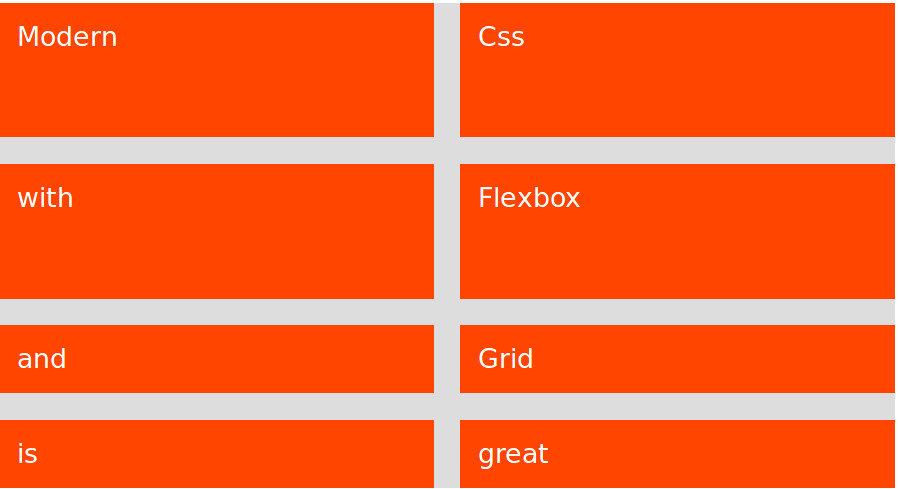 Modern
Css
with
Flexbox
and
Grid
is
great